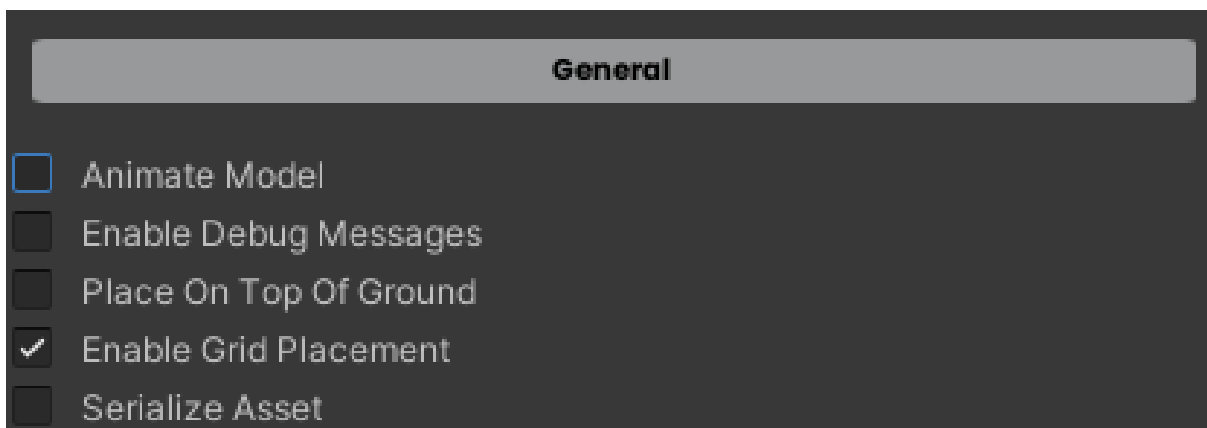 General
Animate Model
Enable Debug Messages
Place On Top Of Ground
Enable Grid Placement
Serialize Asset